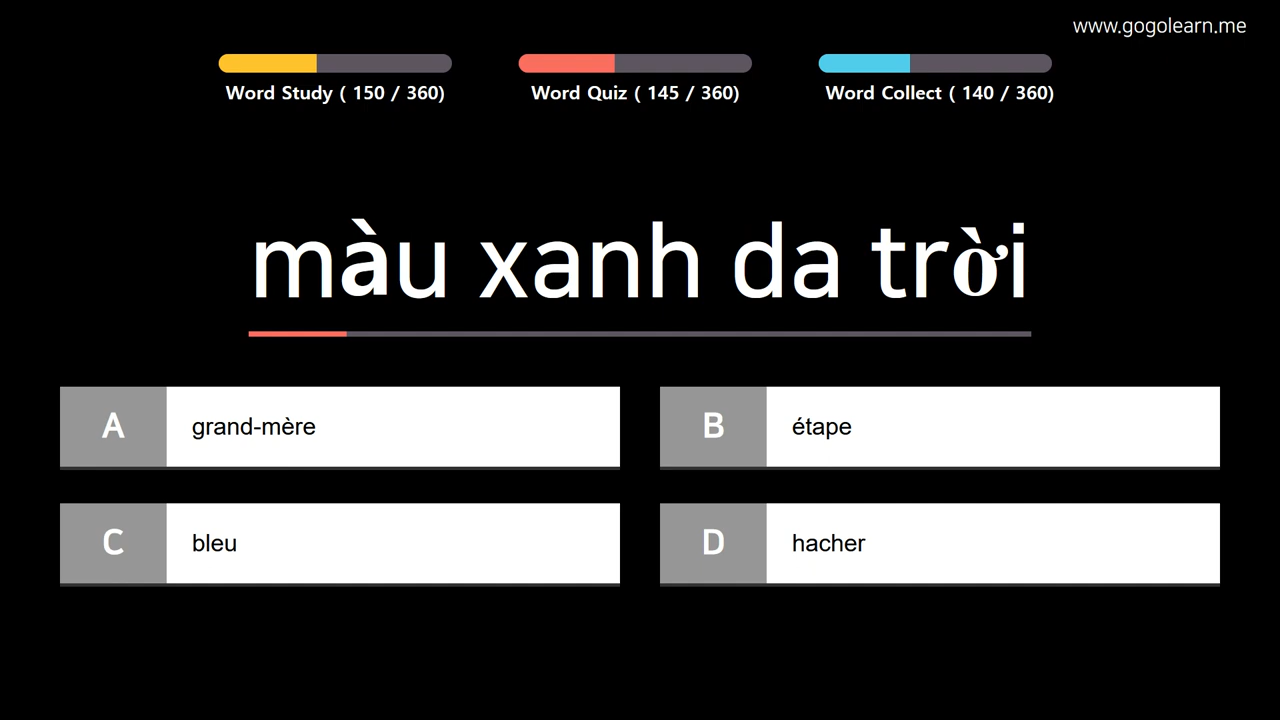 www.gogolearn.me
Word Study ( 150 / 360)
Word Quiz ( 145 / 360)
Word Collect ( 140 / 360)
màu xanh da trời
A grand-mère
B étape
C bleu
D hacher